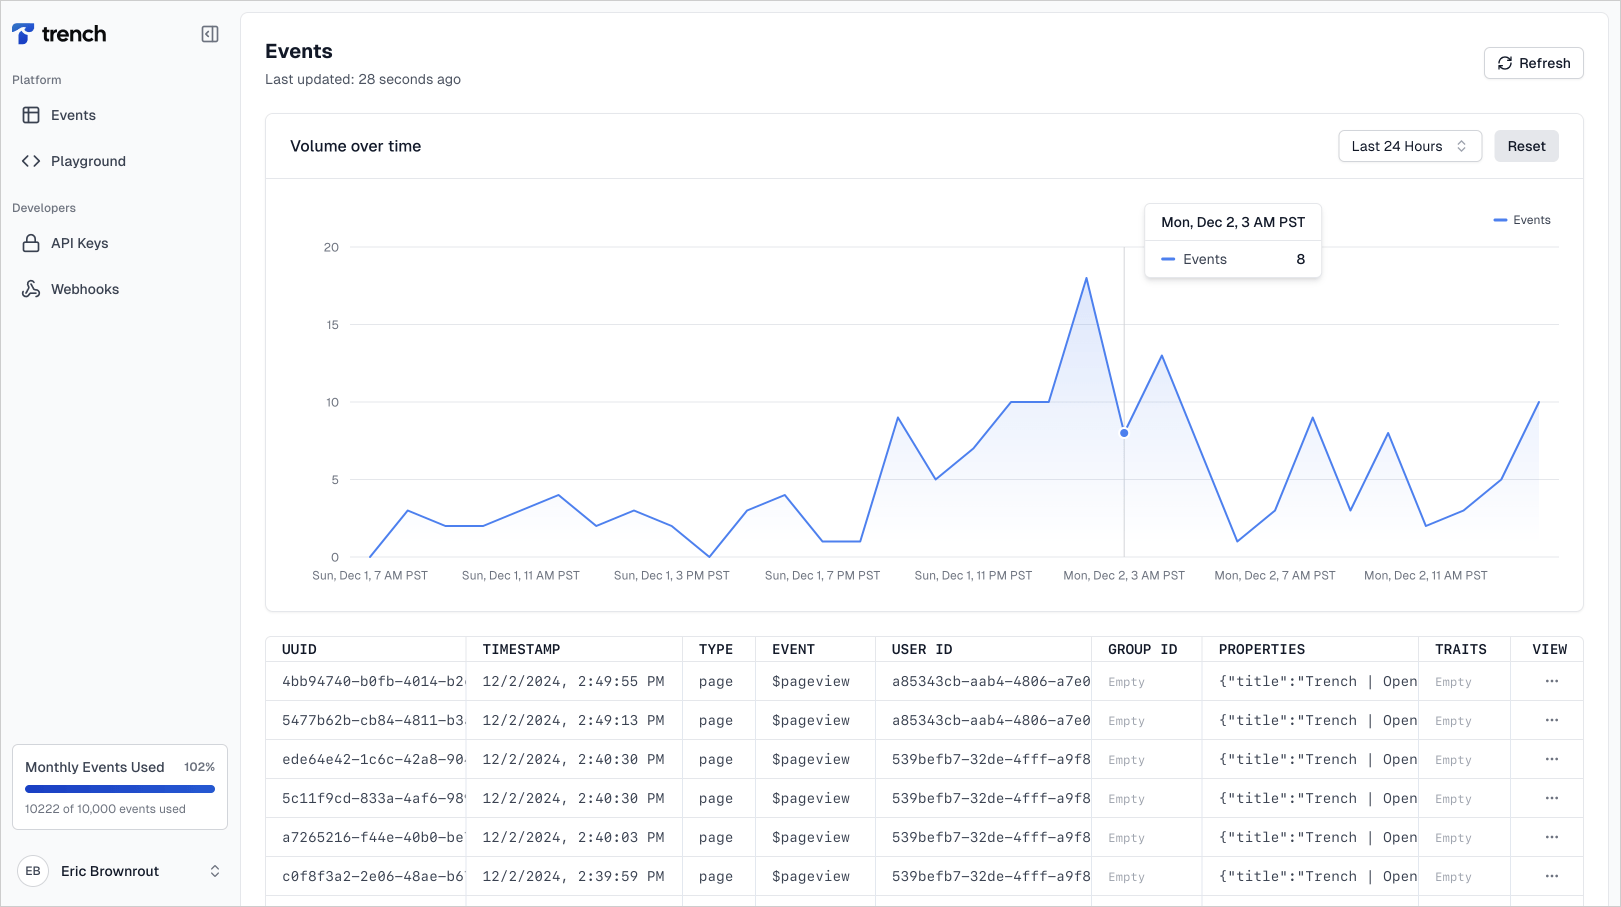 trench
Platform
Events
Playground
Developers
API Keys
Webhooks
Monthly Events Used 102%
10222 of 10,000 events used
EB Eric Brownrout
Events
Last updated: 28 seconds ago
Refresh
Volume over time
Last 24 Hours
Reset
Mon, Dec 2, 3 AM PST
Events 8
Events
20
15
10
5
0
Sun, Dec 1, 7 AM PST Sun, Dec 1, 11 AM PST Sun, Dec 1, 3 PM PST Sun, Dec 1, 7 PM PST Sun, Dec 1, 11 PM PST Mon, Dec 2, 3 AM PST Mon, Dec 2, 7 AM PST Mon, Dec 2, 11 AM PST
UUID TIMESTAMP TYPE EVENT USER ID GROUP ID PROPERTIES TRAITS VIEW
4bb94740-b0fb-4014-b2 12/2/2024, 2:49:55 PM page $pageview a85343cb-aab4-4806-a7e0 Empty {"title":"Trench | Open Empty ...
5477b62b-cb84-4811-b3 12/2/2024, 2:49:13 PM page $pageview a85343cb-aab4-4806-a7e0 Empty {"title":"Trench | Open Empty ...
ede64e42-1c6c-42a8-90 12/2/2024, 2:40:30 PM page $pageview 539befb7-32de-4fff-a9f8 Empty {"title":"Trench | Open Empty ...
5c11f9cd-833a-4af6-989 12/2/2024, 2:40:30 PM page $pageview 539befb7-32de-4fff-a9f8 Empty {"title":"Trench | Open Empty ...
a7265216-f44e-40b0-be 12/2/2024, 2:40:03 PM page $pageview 539befb7-32de-4fff-a9f8 Empty {"title":"Trench | Open Empty ...
c0f8f3a2-2e06-48ae-b6 12/2/2024, 2:39:59 PM page $pageview 539befb7-32de-4fff-a9f8 Empty {"title":"Trench | Open Empty ...